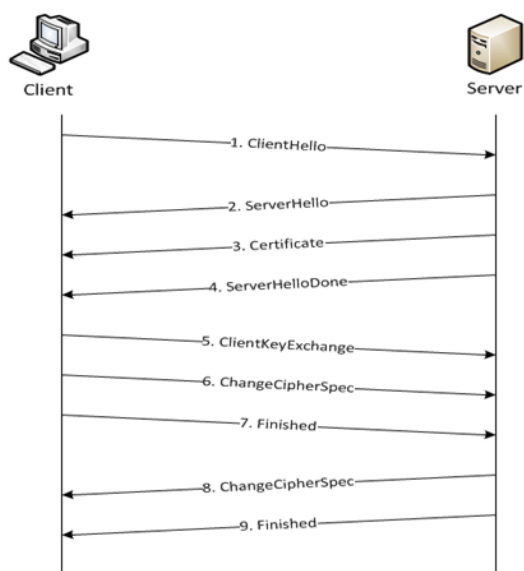 Client
Server
1. ClientHello
2. ServerHello
3. Certificate
4. ServerHelloDone
5. ClientKeyExchange
6. ChangeCipherSpec
7. Finished
8. ChangeCipherSpec
9. Finished